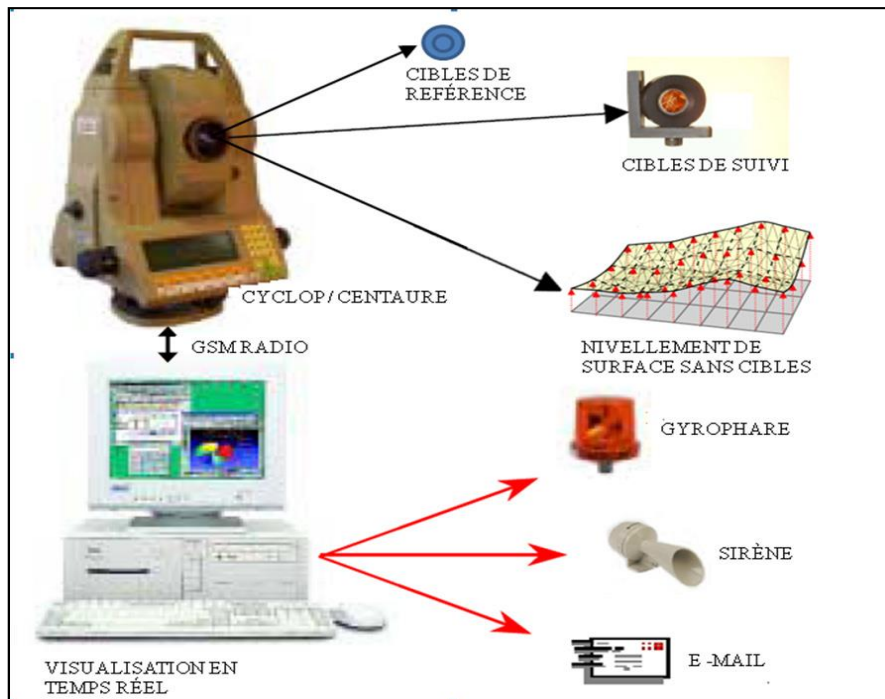 CIBLES DE
REFÉRENCE
CIBLES DE SUIVI
CYCLOP / CENTAURE
GSM RADIO
NIVELLEMENT DE
SURFACE SANS CIBLES
GYROPHARE
SIRÈNE
E -MAIL
VISUALISATION EN
TEMPS RÉEL